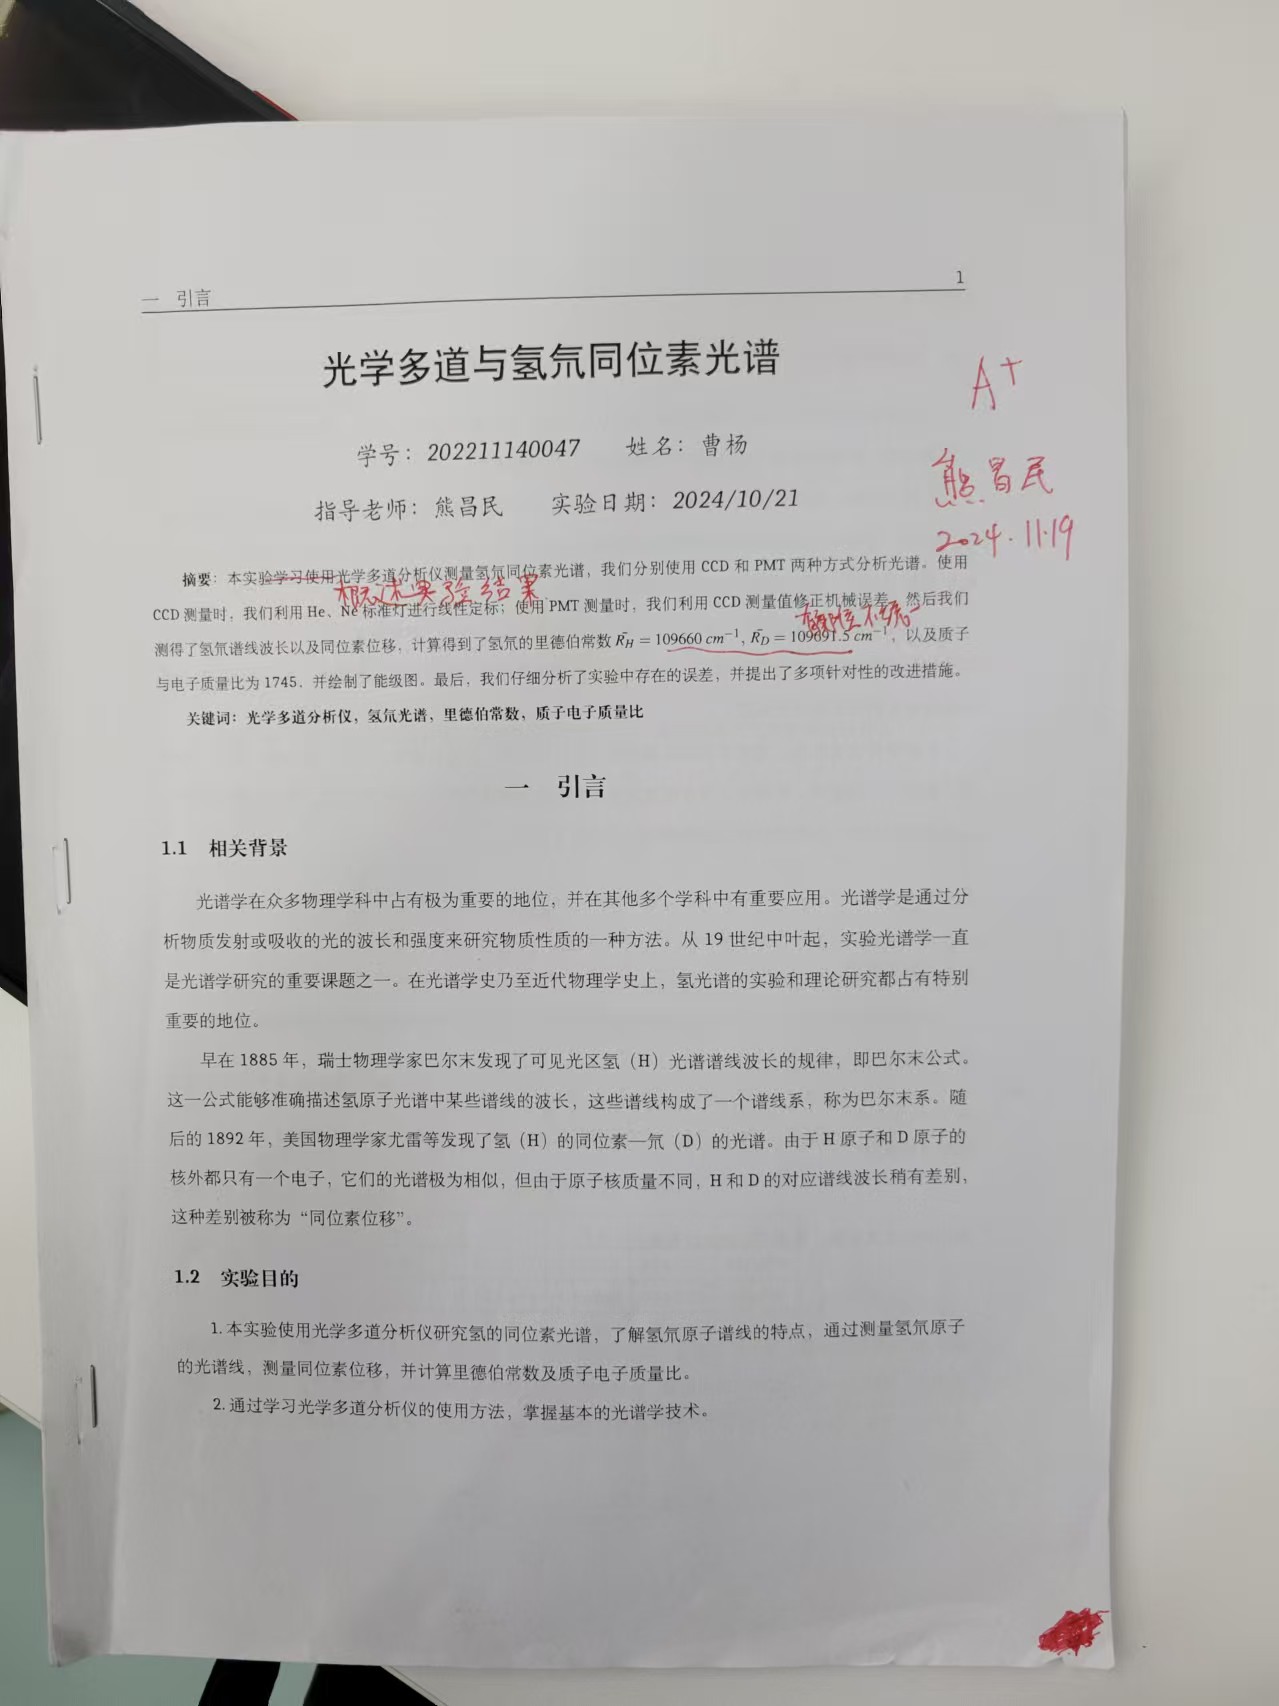 一 引言 1
光学多道与氢氘同位素光谱
A+
学号：202211140047 姓名：曹杨
熊昌民
指导老师：熊昌民 实验日期：2024/10/21
2024.11.19
摘要：本实验学习使用光学多道分析仪测量氢氘同位素光谱，我们分别使用 CCD 和 PMT 两种方式分析光谱。使用
概述实验结果
CCD 测量时，我们利用 He、Ne 标准灯进行线性定标；使用 PMT 测量时，我们利用 CCD 测量值修正机械误差。然后我们
不统一
测得了氢氘谱线波长以及同位素位移，计算得到了氢氘的里德伯常数 R̄H = 109660 cm⁻¹, R̄D = 109691.5 cm⁻¹，以及质子
与电子质量比为 1745．并绘制了能级图。最后，我们仔细分析了实验中存在的误差，并提出了多项针对性的改进措施。
关键词：光学多道分析仪，氢氘光谱，里德伯常数，质子电子质量比
一 引言
1.1 相关背景
光谱学在众多物理学科中占有极为重要的地位，并在其他多个学科中有重要应用。光谱学是通过分
析物质发射或吸收的光的波长和强度来研究物质性质的一种方法。从 19 世纪中叶起，实验光谱学一直
是光谱学研究的重要课题之一。在光谱学史乃至近代物理学史上，氢光谱的实验和理论研究都占有特别
重要的地位。
早在 1885 年，瑞士物理学家巴尔末发现了可见光区氢（H）光谱谱线波长的规律，即巴尔末公式。
这一公式能够准确描述氢原子光谱中某些谱线的波长，这些谱线构成了一个谱线系，称为巴尔末系。随
后的 1892 年，美国物理学家尤雷等发现了氢（H）的同位素—氘（D）的光谱。由于 H 原子和 D 原子的
核外都只有一个电子，它们的光谱极为相似，但由于原子核质量不同，H 和 D 的对应谱线波长稍有差别，
这种差别被称为“同位素位移”。
1.2 实验目的
1.本实验使用光学多道分析仪研究氢的同位素光谱，了解氢氘原子谱线的特点，通过测量氢氘原子
的光谱线，测量同位素位移，并计算里德伯常数及质子电子质量比。
2.通过学习光学多道分析仪的使用方法，掌握基本的光谱学技术。